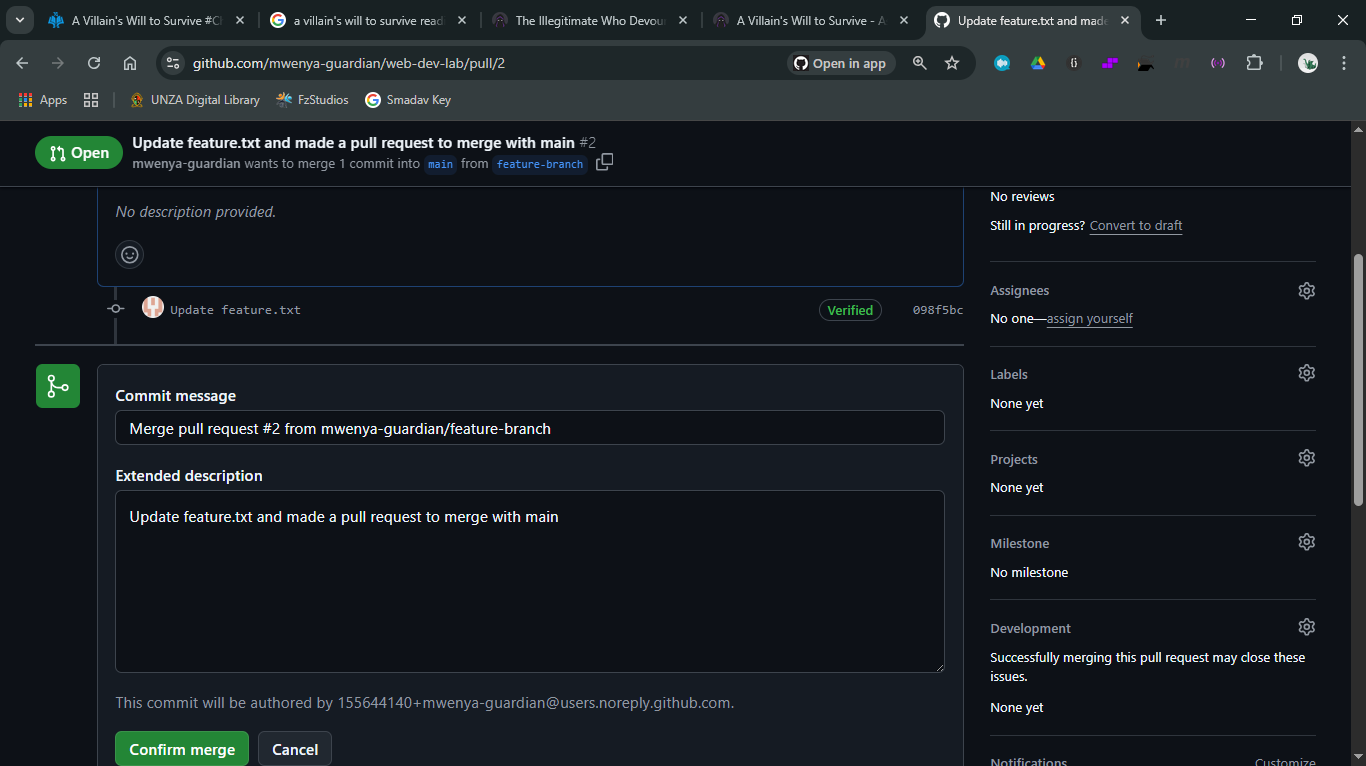 A Villain's Will to Survive #Cl
a villain's will to survive read
The Illegitimate Who Devou
A Villain's Will to Survive - A
Update feature.txt and made
github.com/mwenya-guardian/web-dev-lab/pull/2
Open in app
Apps
UNZA Digital Library
FzStudios
Smadav Key
Open
Update feature.txt and made a pull request to merge with main #2
mwenya-guardian wants to merge 1 commit into main from feature-branch
No description provided.
Update feature.txt
Verified
098f5bc
Commit message
Merge pull request #2 from mwenya-guardian/feature-branch
Extended description
Update feature.txt and made a pull request to merge with main
This commit will be authored by 155644140+mwenya-guardian@users.noreply.github.com.
Confirm merge
Cancel
No reviews
Still in progress? Convert to draft
Assignees
No one—assign yourself
Labels
None yet
Projects
None yet
Milestone
No milestone
Development
Successfully merging this pull request may close these
issues.
None yet
Notifications
Customize